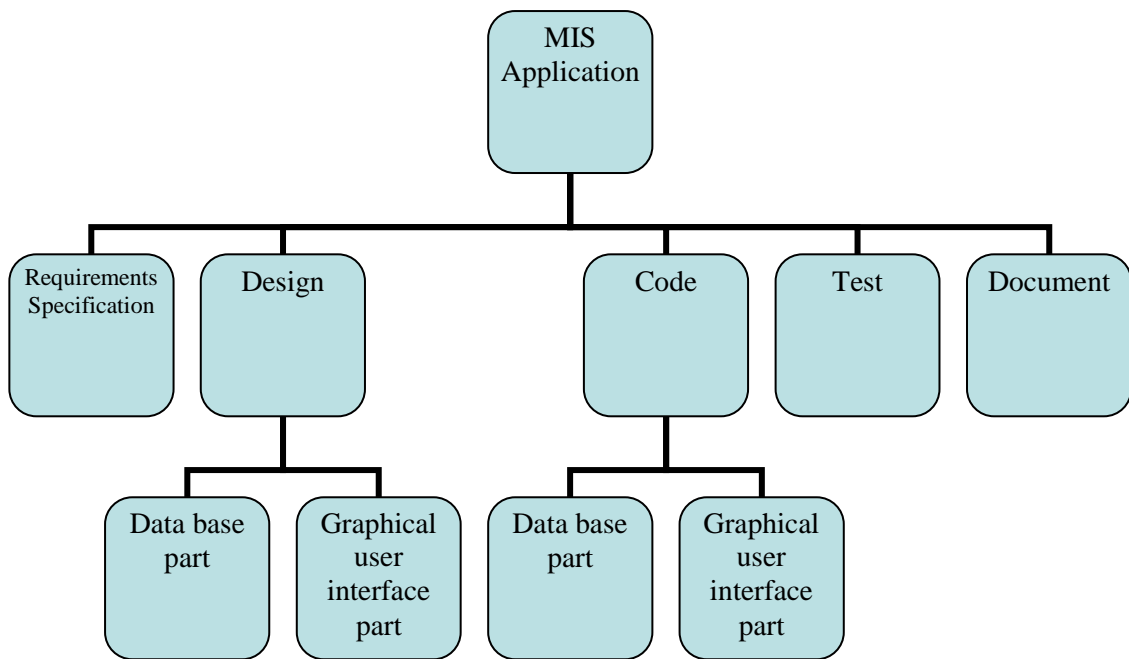 MIS
Application
Requirements
Specification
Design
Code
Test
Document
Data base
part
Graphical
user
interface
part
Data base
part
Graphical
user
interface
part